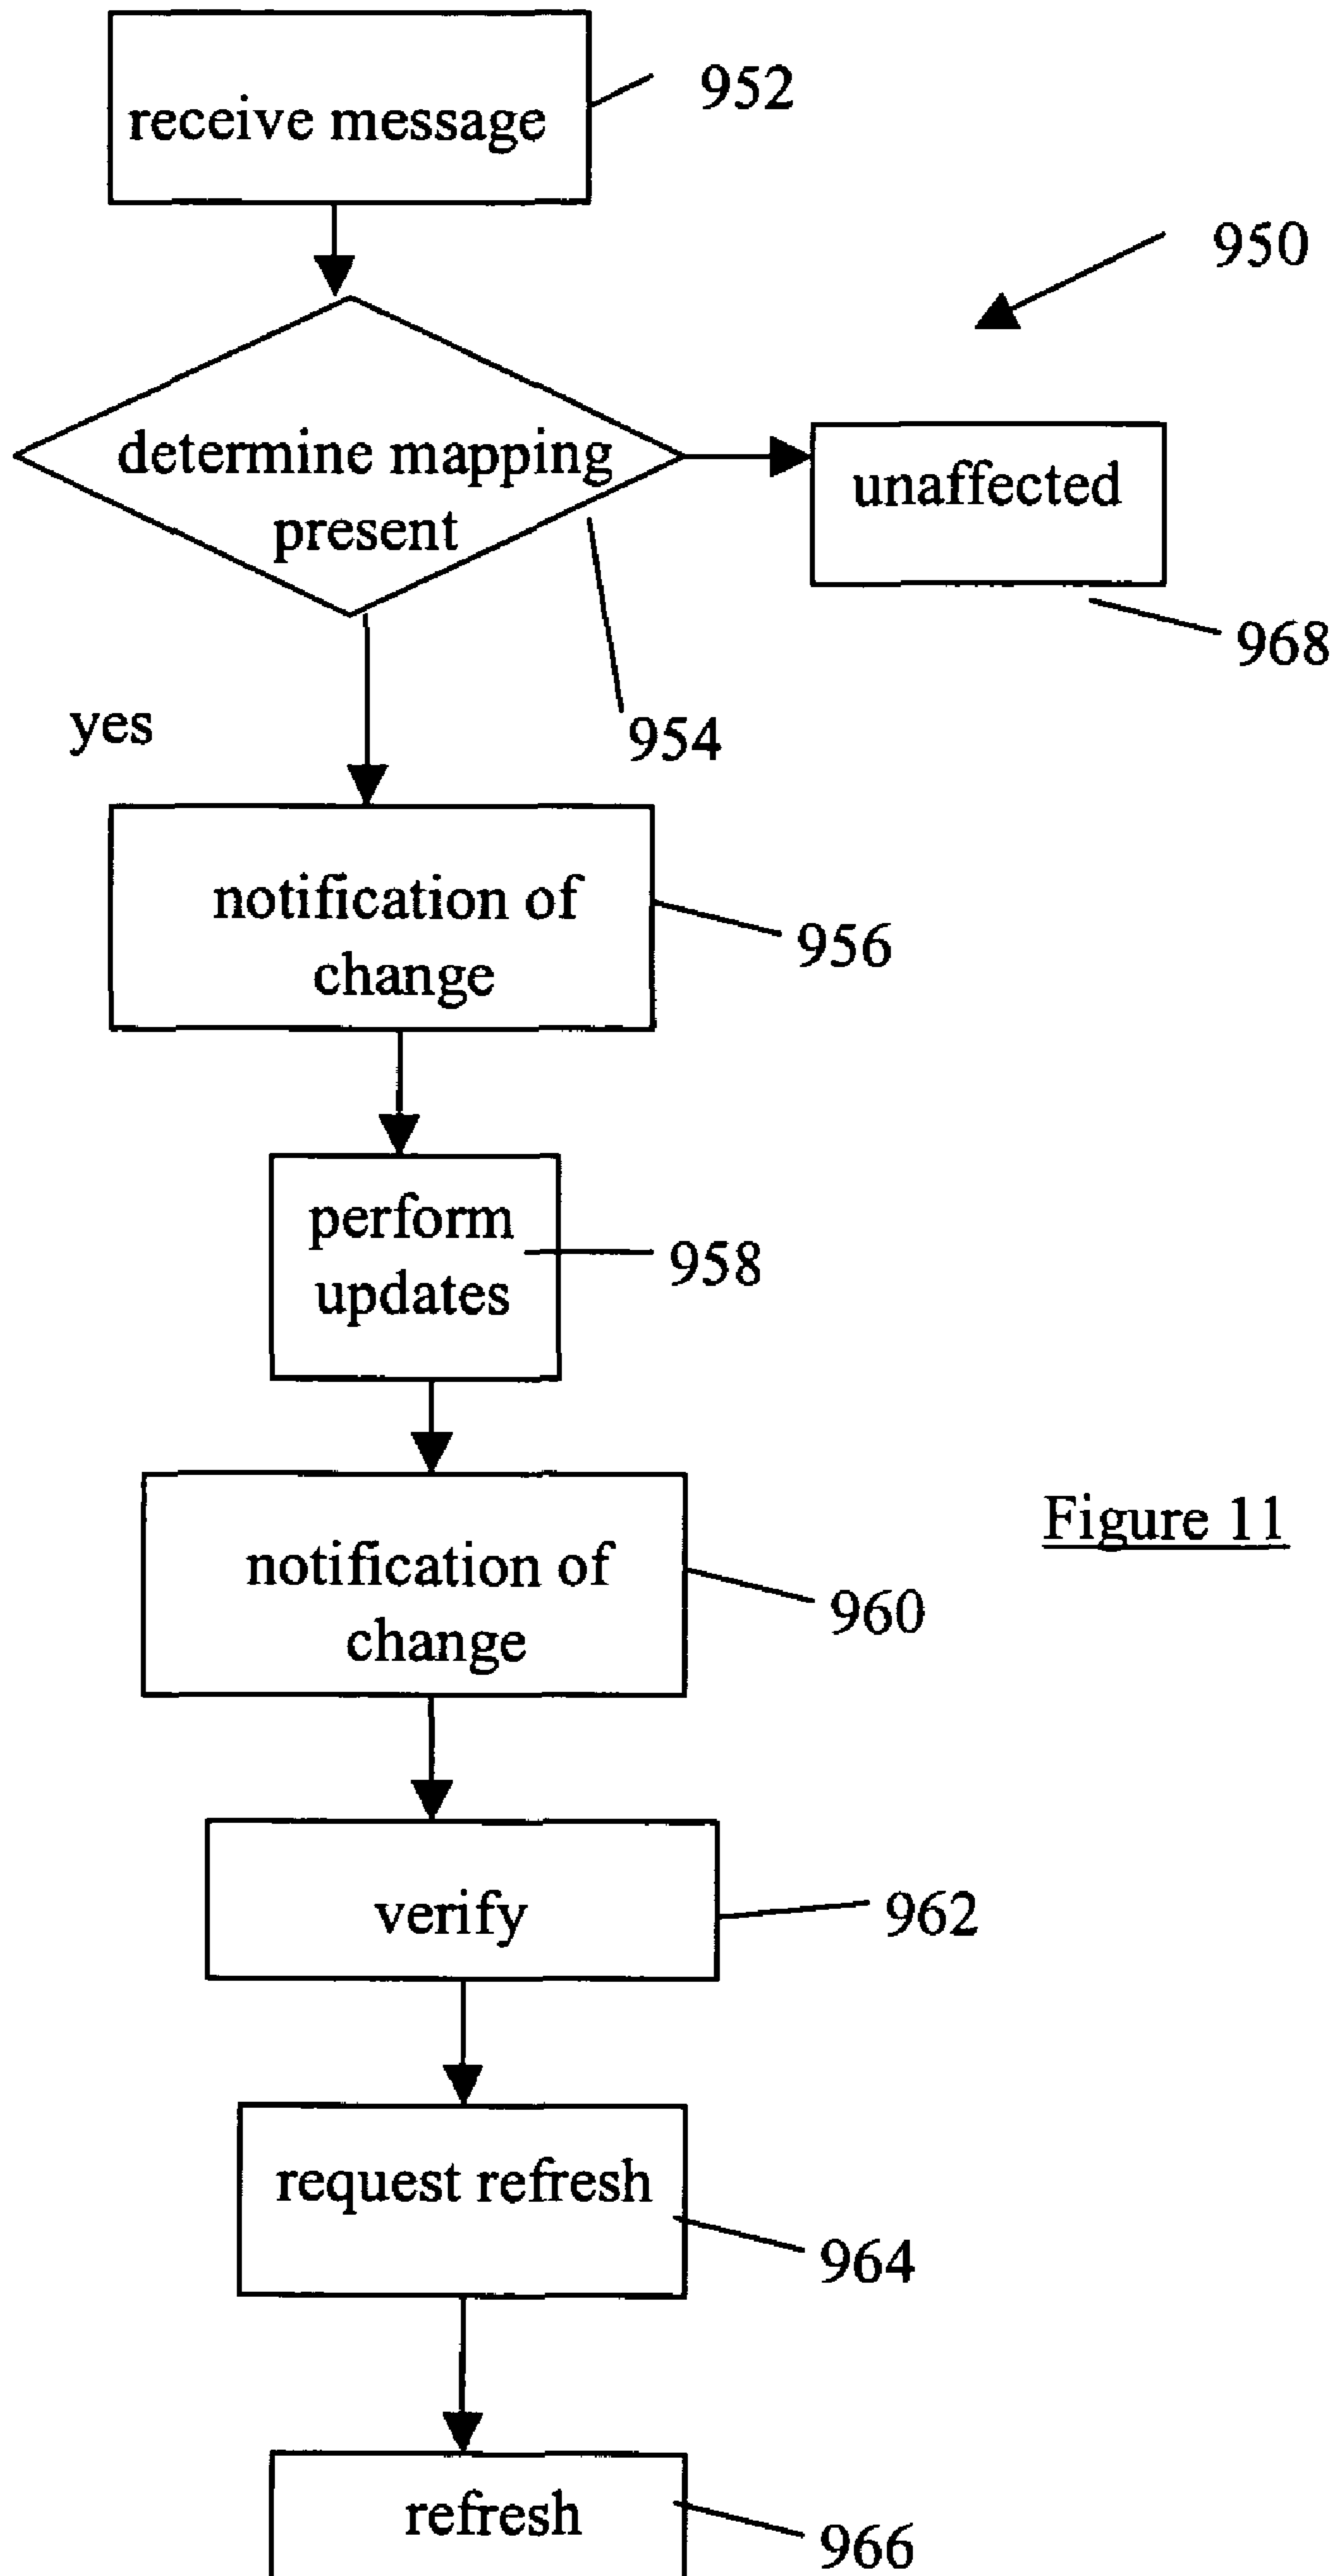 receive message
952
950
determine mapping
present
unaffected
968
954
yes
notification of
change
956
perform
updates
958
Figure 11
notification of
change
960
verify
962
request refresh
964
refresh
966